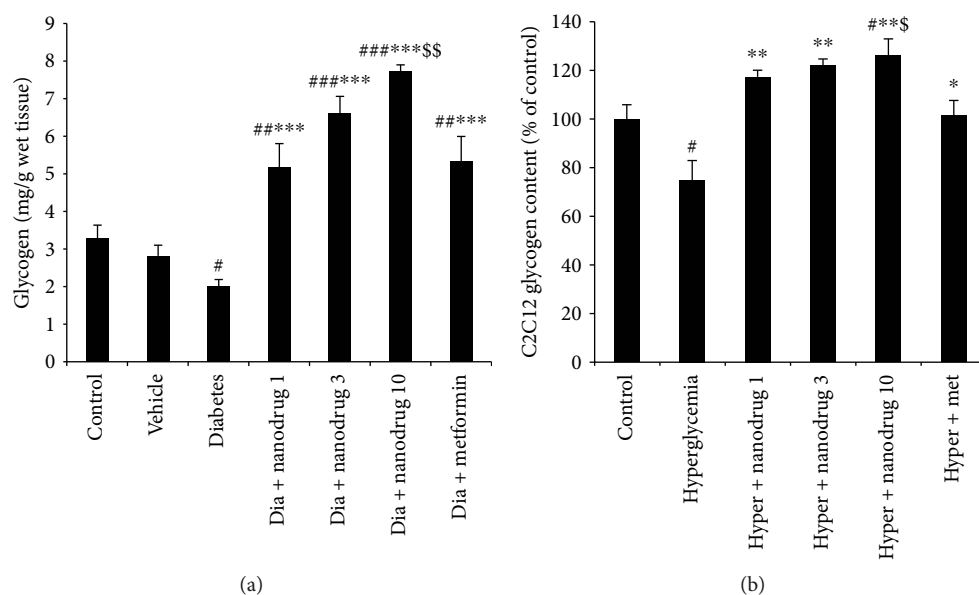 Glycogen (mg/g wet tissue)
9
8
7
6
5
4
3
2
1
0
#
##***
###***
###***$$
##***
Control
Vehicle
Diabetes
Dia + nanodrug 1
Dia + nanodrug 3
Dia + nanodrug 10
Dia + metformin
(a)
C2C12 glycogen content (% of control)
140
120
100
80
60
40
20
0
#
**
**
#**$
*
Control
Hyperglycemia
Hyper + nanodrug 1
Hyper + nanodrug 3
Hyper + nanodrug 10
Hyper + met
(b)